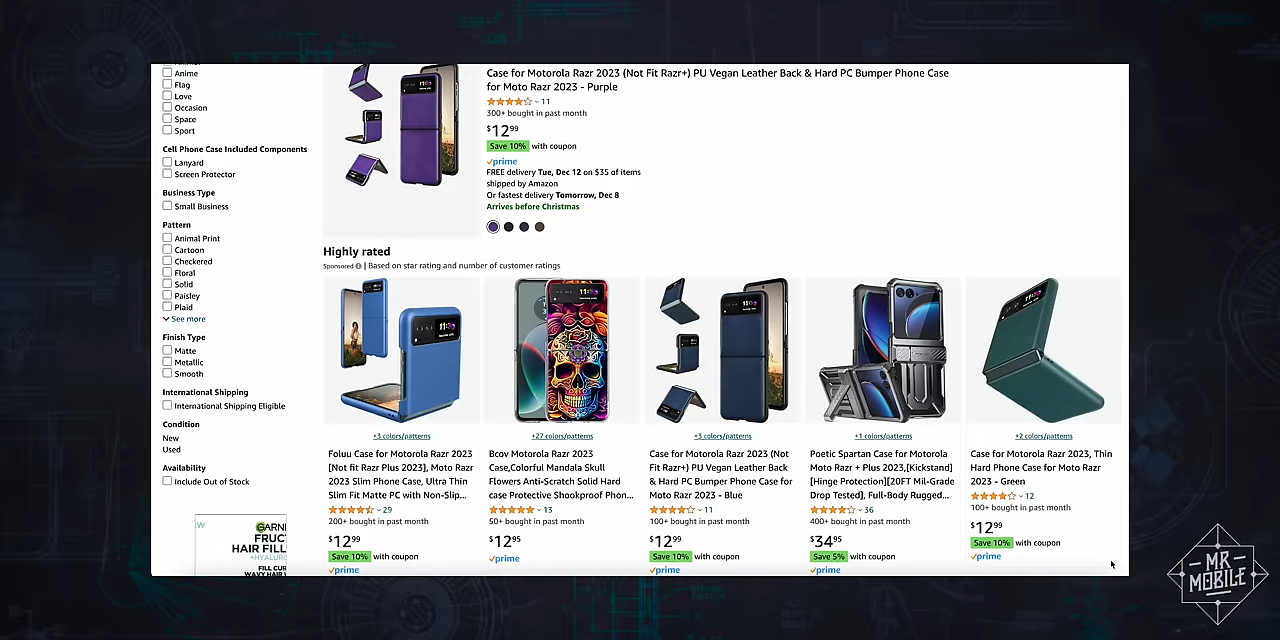 Anime
Flag
Love
Occasion
Space
Sport
Cell Phone Case Included Components
Lanyard
Screen Protector
Business Type
Small Business
Pattern
Animal Print
Cartoon
Checkered
Floral
Solid
Paisley
Plaid
See more
Finish Type
Matte
Metallic
Smooth
International Shipping
International Shipping Eligible
Condition
New
Used
Availability
Include Out of Stock
GARNI
FRUCT
HAIR FILL
+HYALURO
FILL CUR
WAVY HAIR
Case for Motorola Razr 2023 (Not Fit Razr+) PU Vegan Leather Back & Hard PC Bumper Phone Case
for Moto Razr 2023 - Purple
11
300+ bought in past month
$12 99
Save 10% with coupon
prime
FREE delivery Tue, Dec 12 on $35 of items
shipped by Amazon
Or fastest delivery Tomorrow, Dec 8
Arrives before Christmas
Highly rated
Sponsored | Based on star rating and number of customer ratings
+3 colors/patterns
Foluu Case for Motorola Razr 2023
[Not fit Razr Plus 2023], Moto Razr
2023 Slim Phone Case, Ultra Thin
Slim Fit Matte PC with Non-Slip...
29
200+ bought in past month
$12 99
Save 10% with coupon
prime
+27 colors/patterns
Bcov Motorola Razr 2023
Case,Colorful Mandala Skull
Flowers Anti-Scratch Solid Hard
case Protective Shookproof Phon...
13
50+ bought in past month
$12 95
prime
+3 colors/patterns
Case for Motorola Razr 2023 (Not
Fit Razr+) PU Vegan Leather Back
& Hard PC Bumper Phone Case for
Moto Razr 2023 - Blue
11
100+ bought in past month
$12 99
Save 10% with coupon
prime
+1 colors/patterns
Poetic Spartan Case for Motorola
Moto Razr + Plus 2023,[Kickstand]
[Hinge Protection][20FT Mil-Grade
Drop Tested], Full-Body Rugged...
36
400+ bought in past month
$34 95
Save 5% with coupon
prime
+2 colors/patterns
Case for Motorola Razr 2023, Thin
Hard Phone Case for Moto Razr
2023 - Green
12
100+ bought in past month
$12 99
Save 10% with coupon
prime
MR
MOBILE